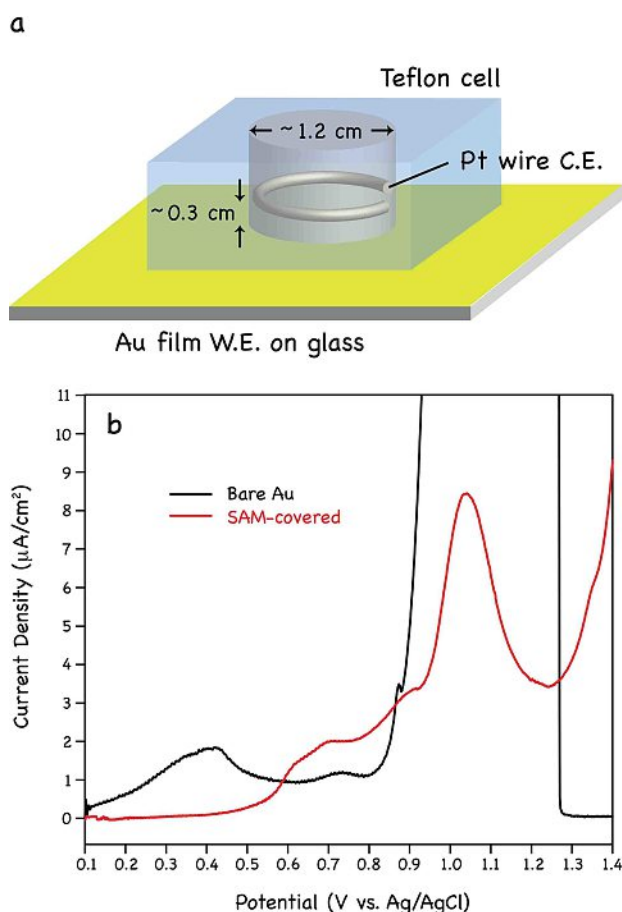 a
Teflon cell
~1.2 cm
Pt wire C.E.
~0.3 cm
Au film W.E. on glass
b
11
10
9
8
7
6
5
4
3
2
1
0
Current Density (μA/cm²)
Bare Au
SAM-covered
0.1 0.2 0.3 0.4 0.5 0.6 0.7 0.8 0.9 1.0 1.1 1.2 1.3 1.4
Potential (V vs. Ag/AgCl)